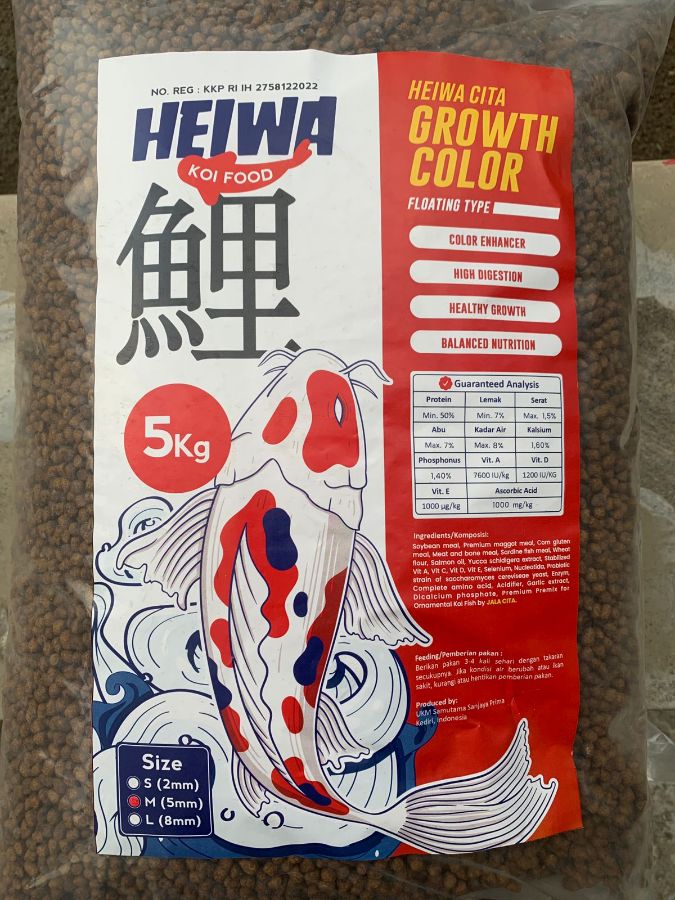 NO. REG : KKP RI IH 2758122022
HEIWA
KOI FOOD
鯉
5Kg
Size
S (2mm)
M (5mm)
L (8mm)
HEIWA CITA
GROWTH
COLOR
FLOATING TYPE
COLOR ENHANCER
HIGH DIGESTION
HEALTHY GROWTH
BALANCED NUTRITION
Guaranteed Analysis
Protein Lemak Serat
Min. 50% Min. 7% Max. 1,5%
Abu Kadar Air Kalsium
Max. 7% Max. 8% 1,60%
Phosphonus Vit. A Vit. D
1,40% 7600 IU/kg 1200 IU/KG
Vit. E Ascorbic Acid
1000 µg/kg 1000 mg/kg
Ingredients/Komposisi:
Soybean meal, Premium maggot meal, Corn gluten
meal, Meat and bone meal, Sardine fish meal, Wheat
flour, Salmon oil, Yucca schidigera extract, Stabilized
Vit A, Vit C, Vit D, Vit E, Selenium, Nucleotida, Probiotic
strain of saccharomyces cereviseae yeast, Enzym,
Complete amino acid, Acidifier, Garlic extract,
Dicalcium phosphate, Premium Premix for
Ornamental Koi Fish by JALA CITA.
Feeding/Pemberian pakan :
Berikan pakan 3-4 kali sehari dengan takaran
secukupnya. jika kondisi air berubah atau ikan
sakit, kurangi atau hentikan pemberian pakan.
Produced by:
UKM Semutama Sanjaya Prima
Kediri, Indonesia